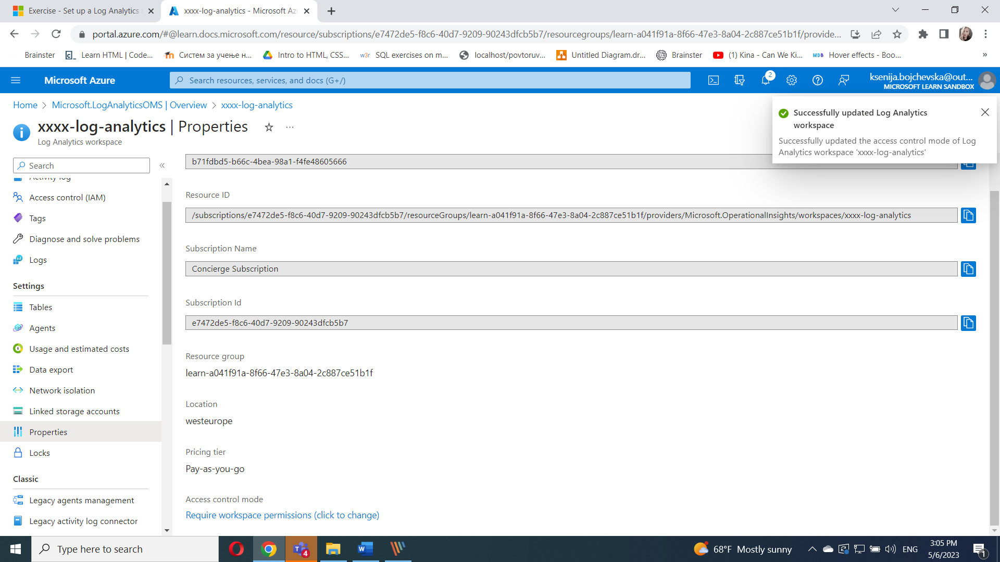 Exercise - Set up a Log Analytics
xxxx-log-analytics - Microsoft Az
portal.azure.com/#@learn.docs.microsoft.com/resource/subscriptions/e7472de5-f8c6-40d7-9209-90243dfcb5b7/resourcegroups/learn-a041f91a-8f66-47e3-8a04-2c887ce51b1f/provide...
Brainster
Learn HTML | Code...
Систем за учење н...
Intro to HTML, CSS...
SQL exercises on m...
localhost/povtoruv...
Untitled Diagram.dr...
Brainster
(1) Kina - Can We Ki...
Hover effects - Boo...
Microsoft Azure
Search resources, services, and docs (G+/)
2
ksenija.bojchevska@out...
MICROSOFT LEARN SANDBOX
Home > Microsoft.LogAnalyticsOMS | Overview > xxxx-log-analytics
xxxx-log-analytics | Properties
Log Analytics workspace
Successfully updated Log Analytics
workspace
Successfully updated the access control mode of Log
Analytics workspace 'xxxx-log-analytics'
Search
Activity log
Access control (IAM)
Tags
Diagnose and solve problems
Logs
Settings
Tables
Agents
Usage and estimated costs
Data export
Network isolation
Linked storage accounts
Properties
Locks
Classic
Legacy agents management
Legacy activity log connector
b71fdbd5-b66c-4bea-98a1-f4fe48605666
Resource ID
/subscriptions/e7472de5-f8c6-40d7-9209-90243dfcb5b7/resourceGroups/learn-a041f91a-8f66-47e3-8a04-2c887ce51b1f/providers/Microsoft.OperationalInsights/workspaces/xxxx-log-analytics
Subscription Name
Concierge Subscription
Subscription Id
e7472de5-f8c6-40d7-9209-90243dfcb5b7
Resource group
learn-a041f91a-8f66-47e3-8a04-2c887ce51b1f
Location
westeurope
Pricing tier
Pay-as-you-go
Access control mode
Require workspace permissions (click to change)
Type here to search
4
68°F Mostly sunny
ENG
3:05 PM
5/6/2023
1